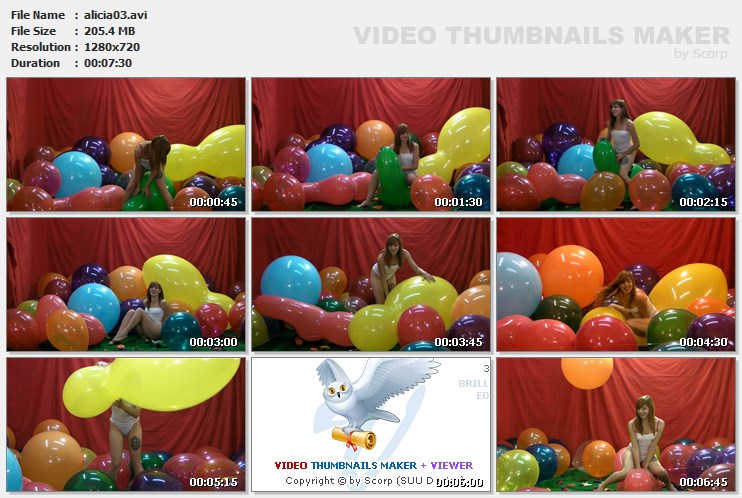 File Name : alicia03.avi
VIDEO THUMBNAILS MAKER
File Size : 205.4 MB
by Scorp
Resolution : 1280x720
Duration : 00:07:30
00:00:45
00:01:30
00:02:15
00:03:00
00:03:45
00:04:30
3
BRILL
ED
VIDEO THUMBNAILS MAKER + VIEWER
Copyright © by Scorp (SUU D
00:05:15
00:06:00
00:06:45